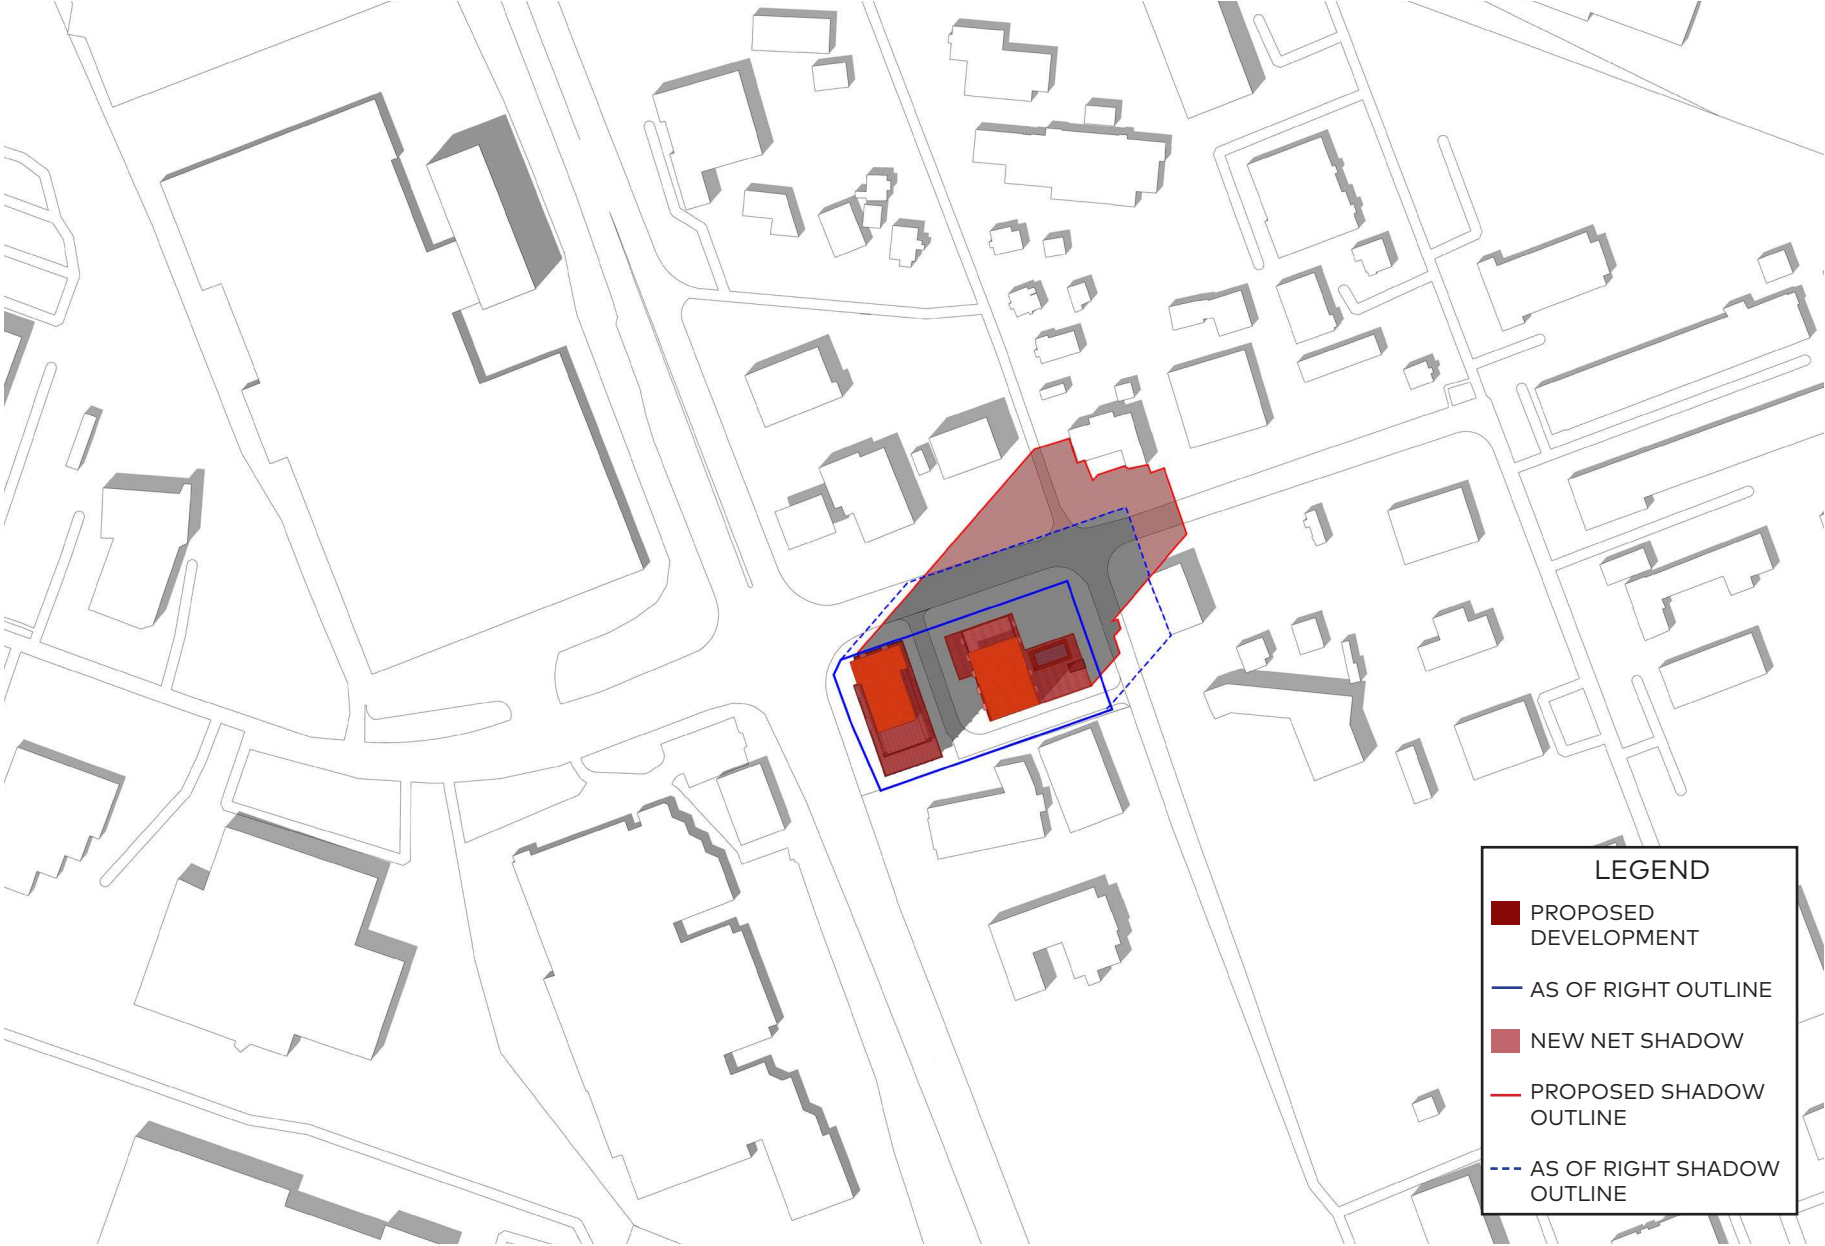 LEGEND
PROPOSED
DEVELOPMENT
AS OF RIGHT OUTLINE
NEW NET SHADOW
PROPOSED SHADOW
OUTLINE
AS OF RIGHT SHADOW
OUTLINE